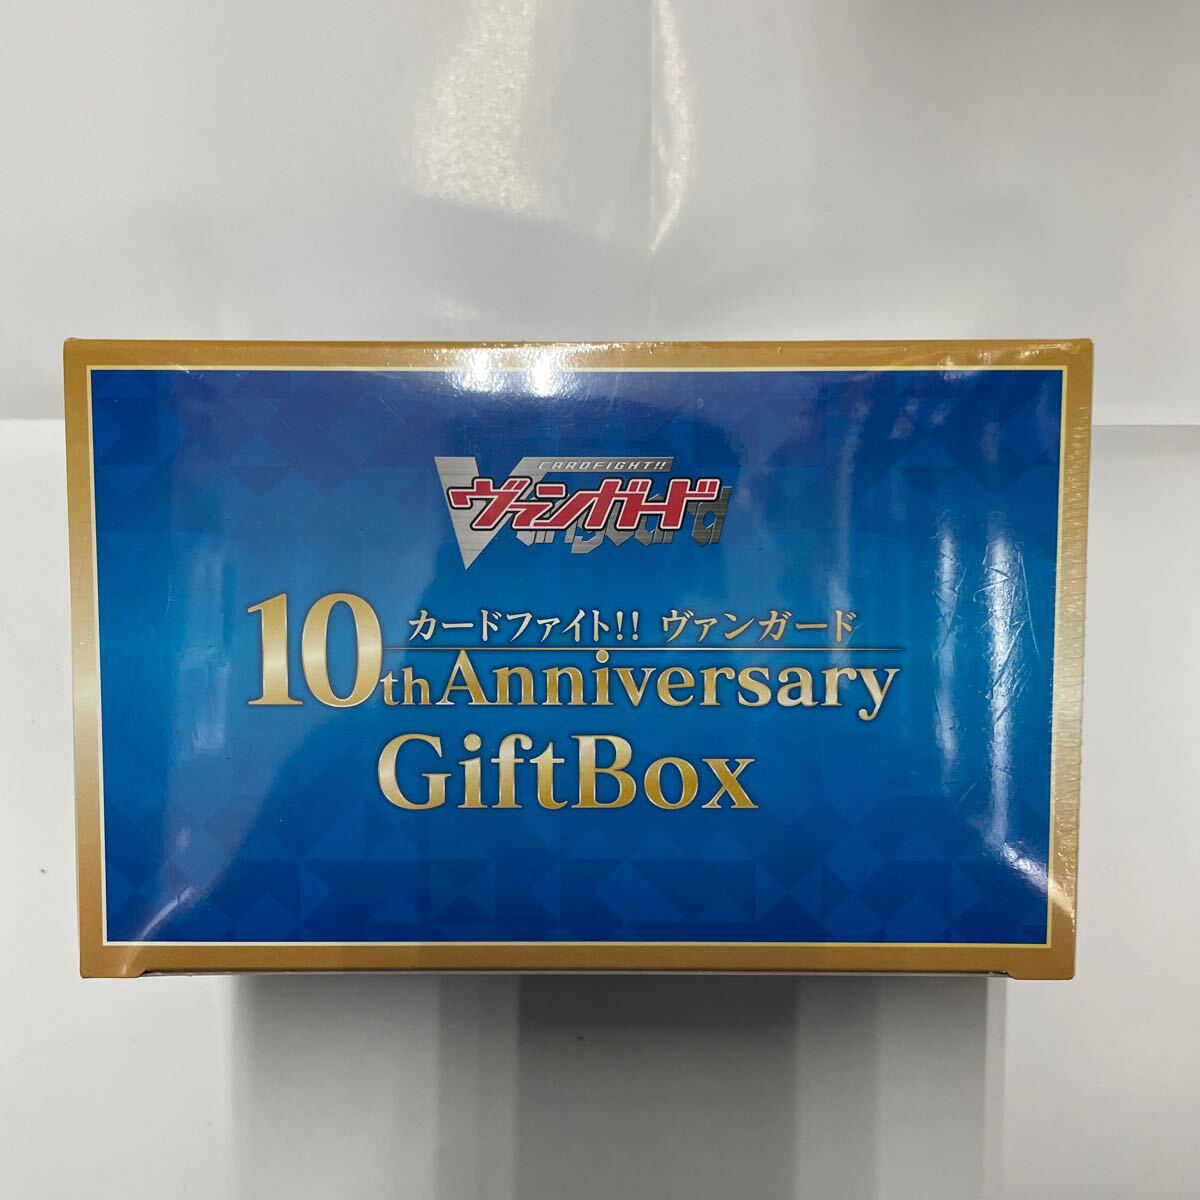 CARDFIGHT!!
Vanguard
ヴァンガード
カードファイト!! ヴァンガード
10th Anniversary
GiftBox